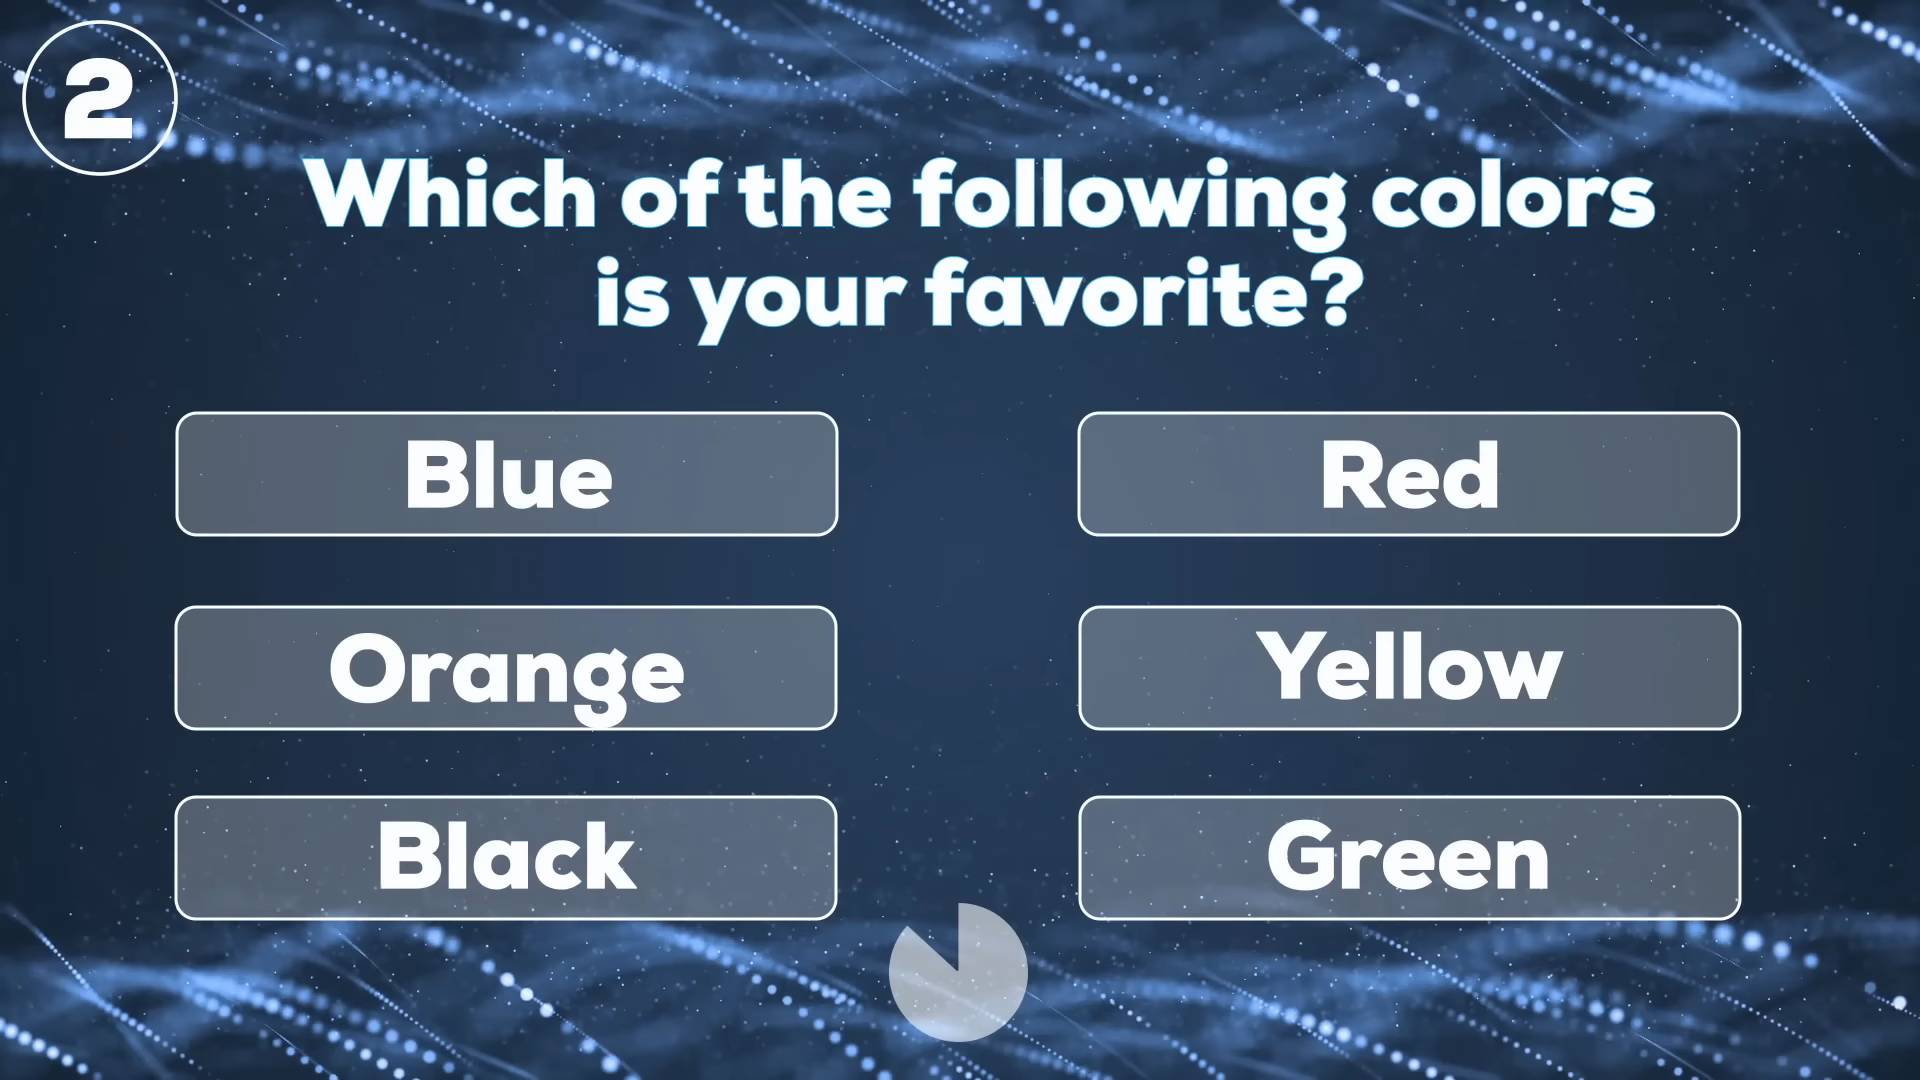 2
Which of the following colors
is your favorite?
Blue
Red
Orange
Yellow
Black
Green